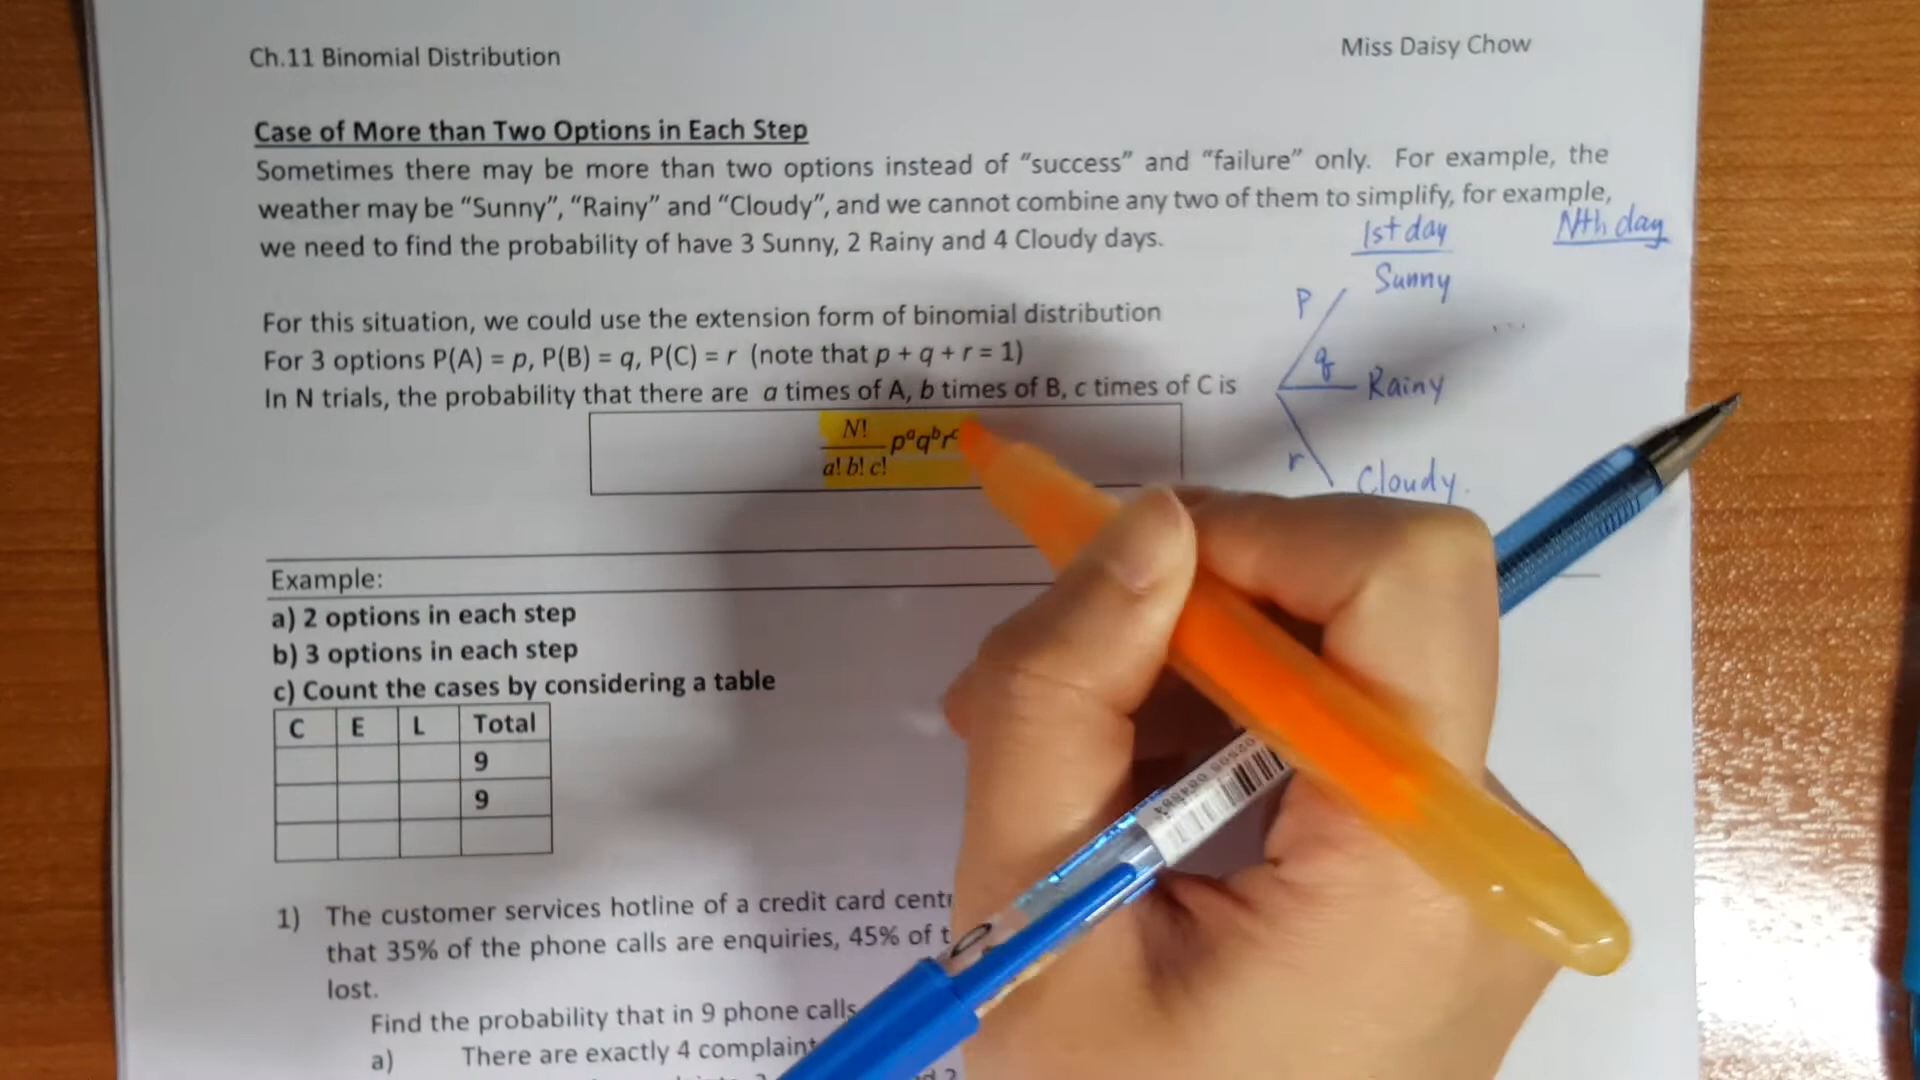 Ch.11 Binomial Distribution
Miss Daisy Chow
Case of More than Two Options in Each Step
Sometimes there may be more than two options instead of “success” and “failure” only. For example, the
weather may be “Sunny”, “Rainy” and “Cloudy”, and we cannot combine any two of them to simplify, for example,
we need to find the probability of have 3 Sunny, 2 Rainy and 4 Cloudy days.
1st day
Nth day
Sunny
p
q
Rainy
r
Cloudy.
For this situation, we could use the extension form of binomial distribution
For 3 options P(A) = p, P(B) = q, P(C) = r (note that p + q + r = 1)
In N trials, the probability that there are a times of A, b times of B, c times of C is
N!
a! b! c!
pᵃqᵇrᶜ
Example:
a) 2 options in each step
b) 3 options in each step
c) Count the cases by considering a table
C E L Total
9
9
1) The customer services hotline of a credit card
that 35% of the phone calls are enquiries, 45% of
lost.
Find the probability that in 9 phone calls
a) There are exactly 4